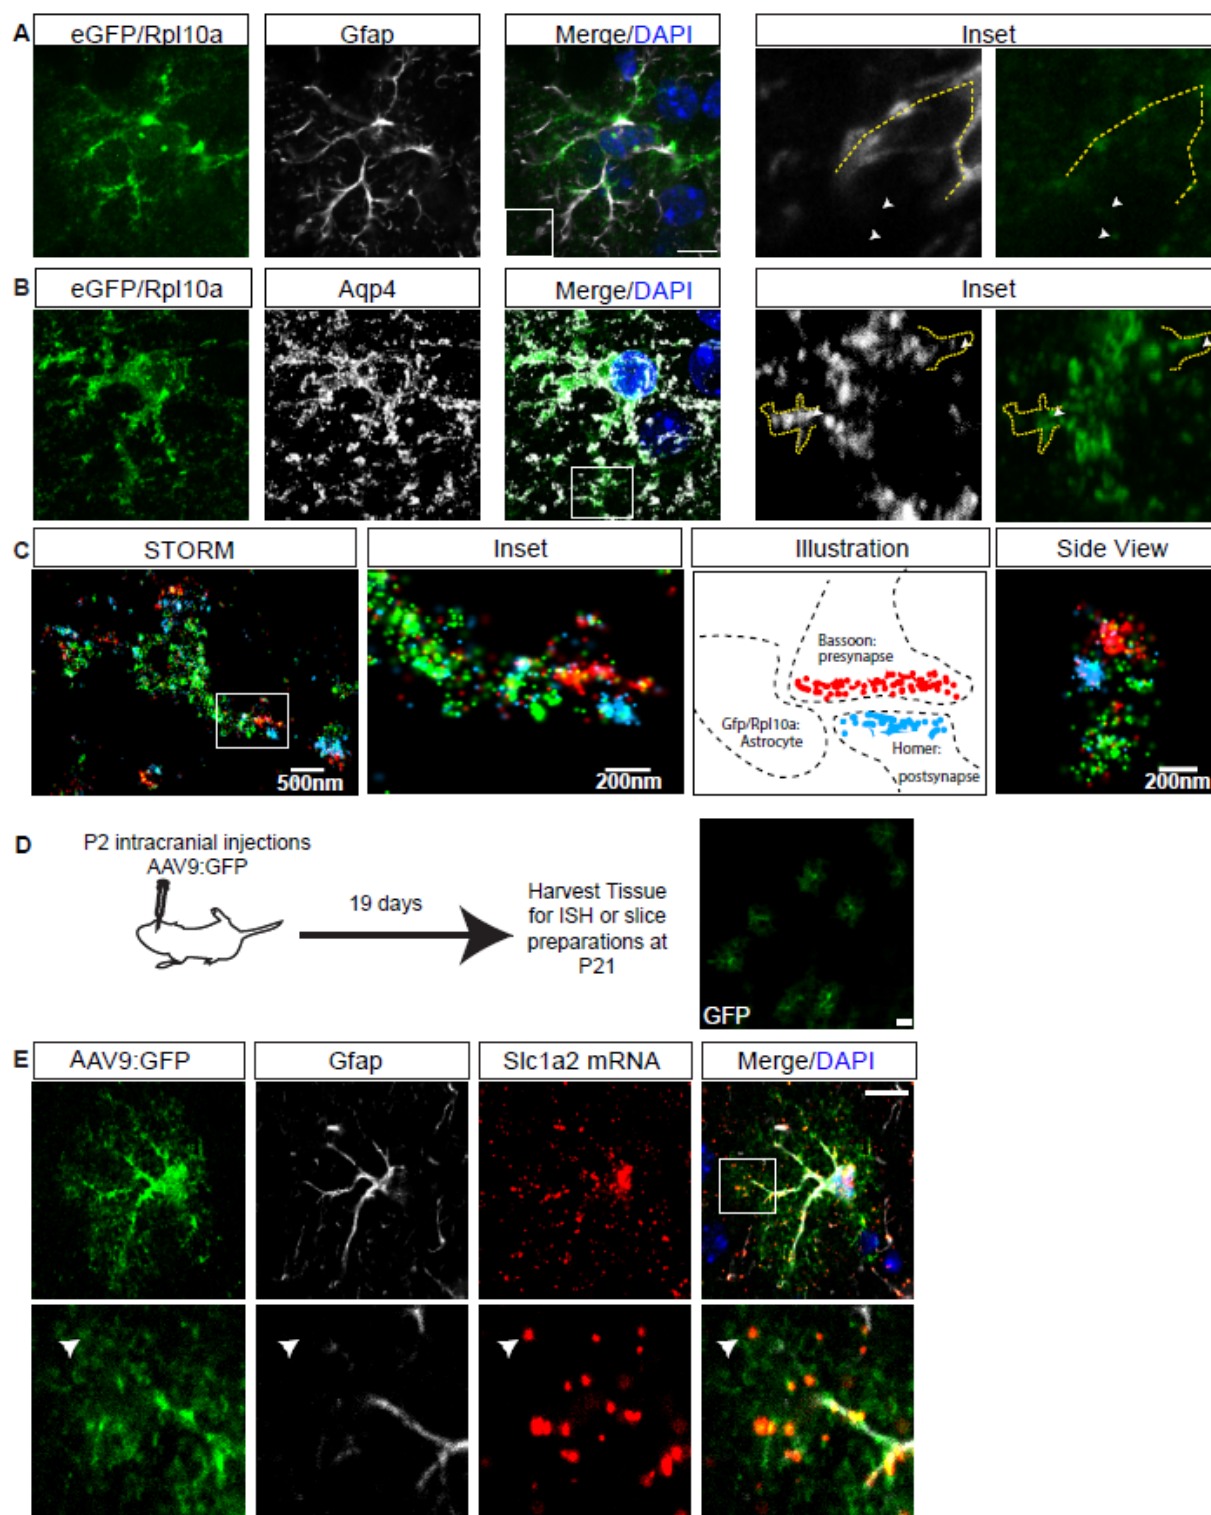 A
eGFP/Rpl10a
Gfap
Merge/DAPI
Inset
B
eGFP/Rpl10a
Aqp4
Merge/DAPI
Inset
C
STORM
Inset
Illustration
Side View
Bassoon:
presynapse
Gfp/Rpl10a:
Astrocyte
Homer:
postsynapse
500nm
200nm
200nm
D
P2 intracranial injections
AAV9:GFP
19 days
Harvest Tissue
for ISH or slice
preparations at
P21
GFP
E
AAV9:GFP
Gfap
Slc1a2 mRNA
Merge/DAPI